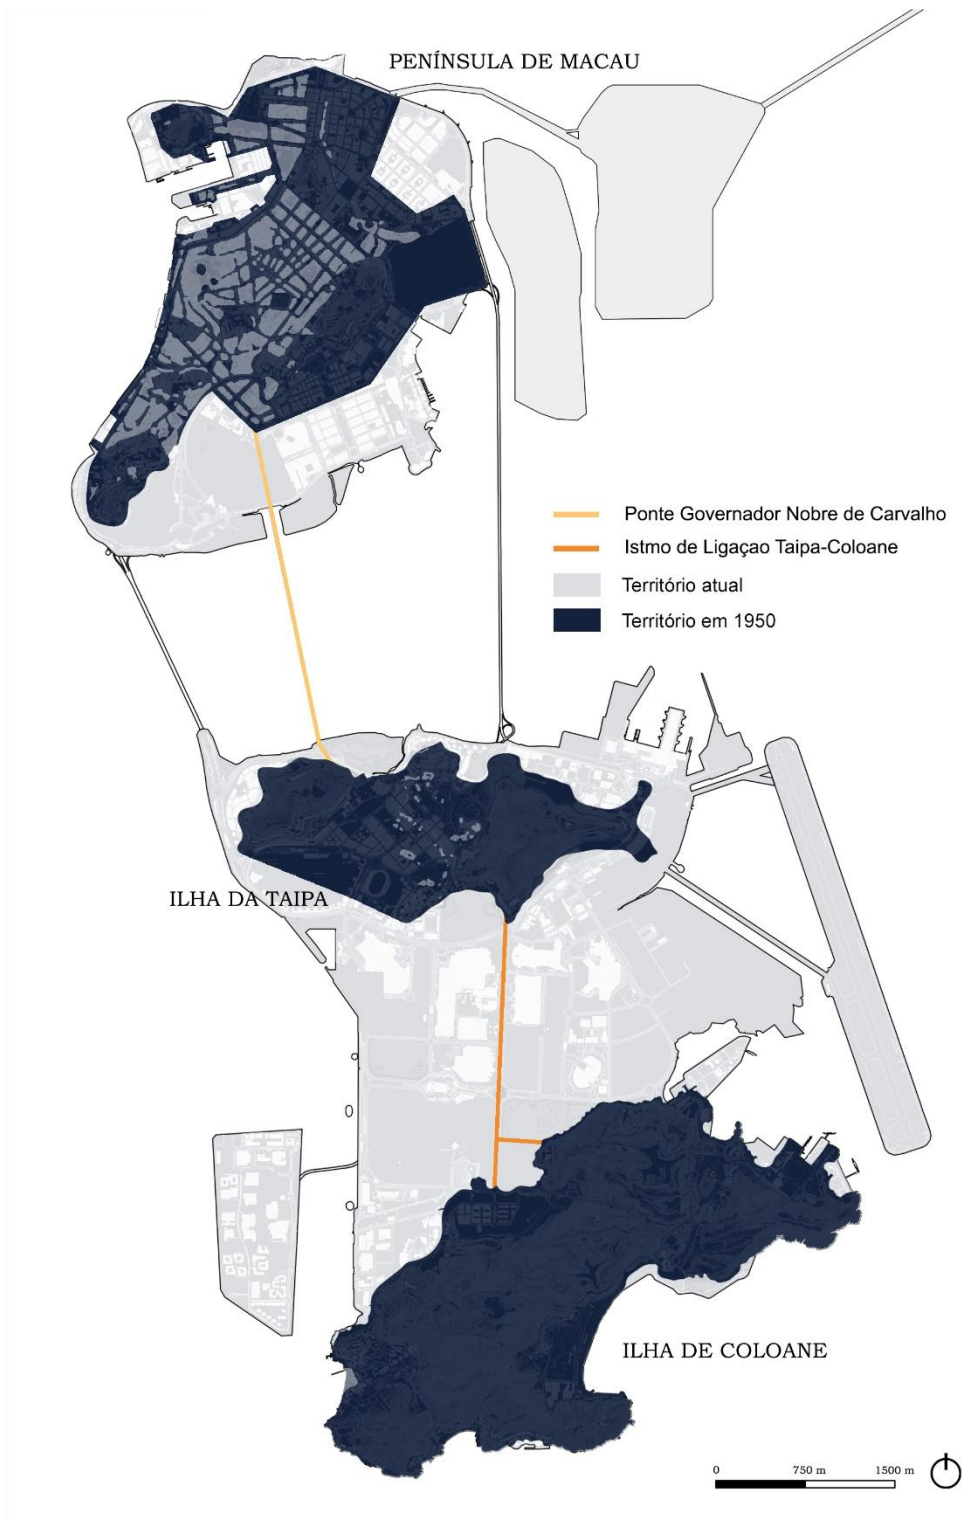 PENÍNSULA DE MACAU
Ponte Governador Nobre de Carvalho
Istmo de Ligaçao Taipa-Coloane
Território atual
Território em 1950
ILHA DA TAIPA
ILHA DE COLOANE
0 750 m 1500 m